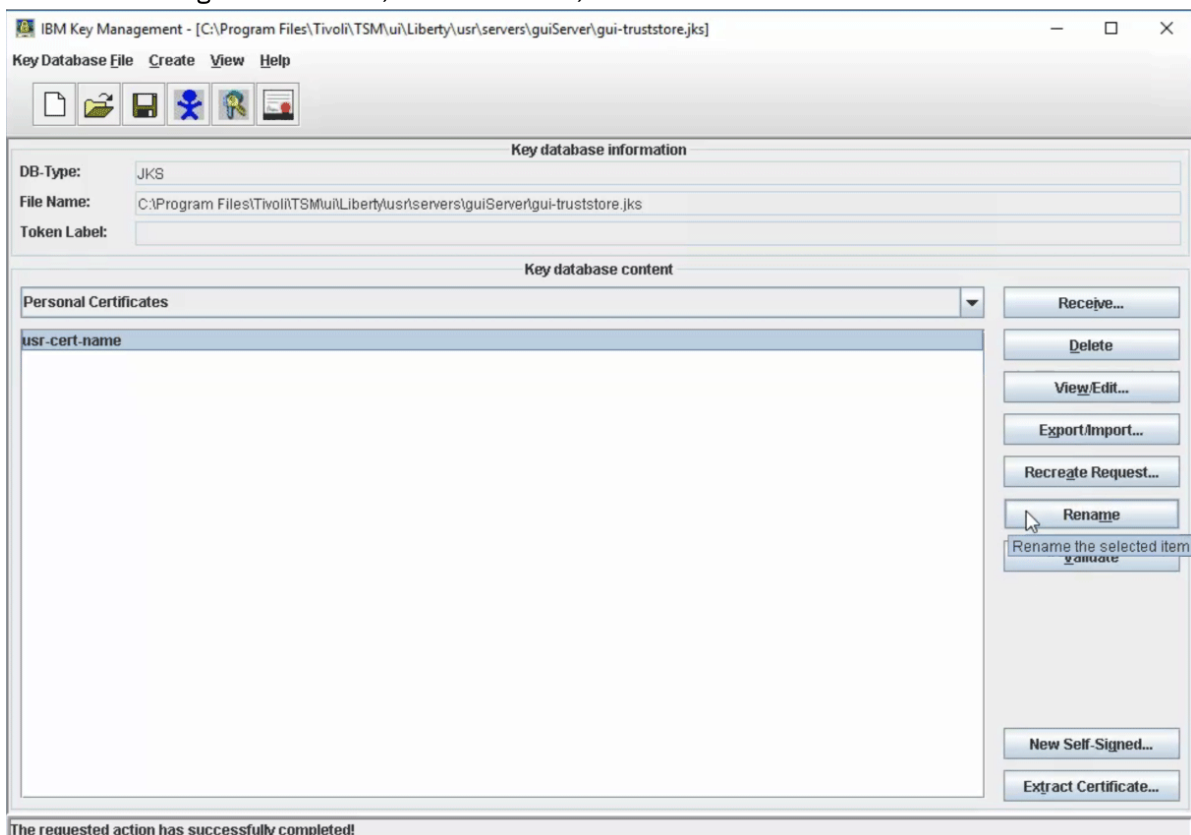 IBM Key Management - [C:\Program Files\Tivoli\TSM\ui\Liberty\usr\servers\guiServer\gui-truststore.jks]
Key Database File Create View Help
Key database information
DB-Type: JKS
File Name: C:\Program Files\Tivoli\TSM\ui\Liberty\usr\servers\guiServer\gui-truststore.jks
Token Label:
Key database content
Personal Certificates
Receive...
usr-cert-name
Delete
View/Edit...
Export/Import...
Recreate Request...
Rename
Rename the selected item
Validate
New Self-Signed...
Extract Certificate...
The requested action has successfully completed!